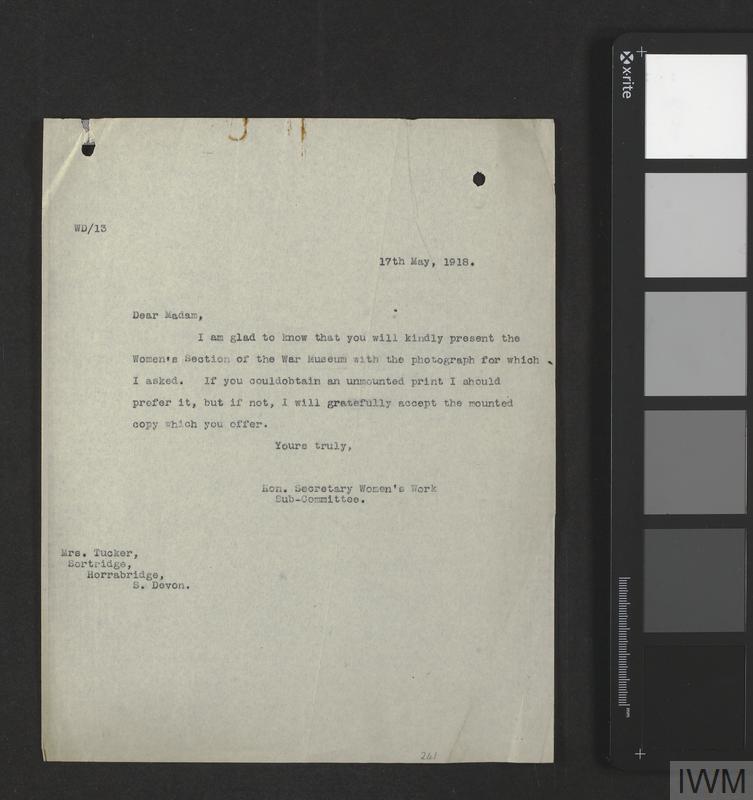 WD/13
17th May, 1918.
Dear Madam,
I am glad to know that you will kindly present the
Women's Section of the War Museum with the photograph for which
I asked. If you couldobtain an unmounted print I should
prefer it, but if not, I will gratefully accept the mounted
copy which you offer.
Yours truly,
Hon. Secretary Women's Work
Sub-Committee.
Mrs. Tucker,
Sortridge,
Horrabridge,
S. Devon.
261
x-rite
mm
IWM